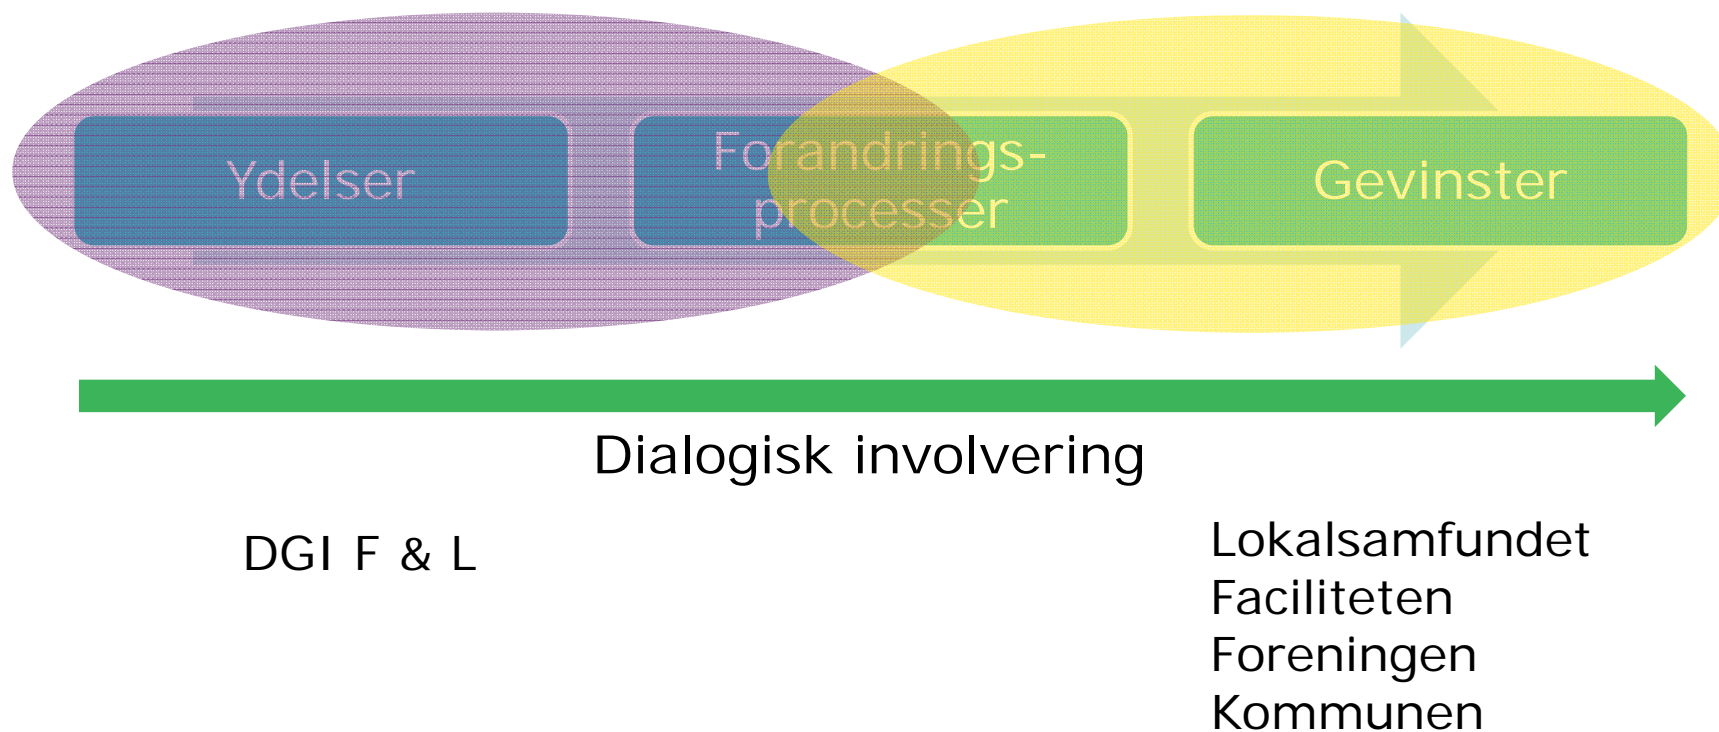 Ydelser
Forandrings-
processer
Gevinster
Dialogisk involvering
DGI F & L
Lokalsamfundet
Faciliteten
Foreningen
Kommunen